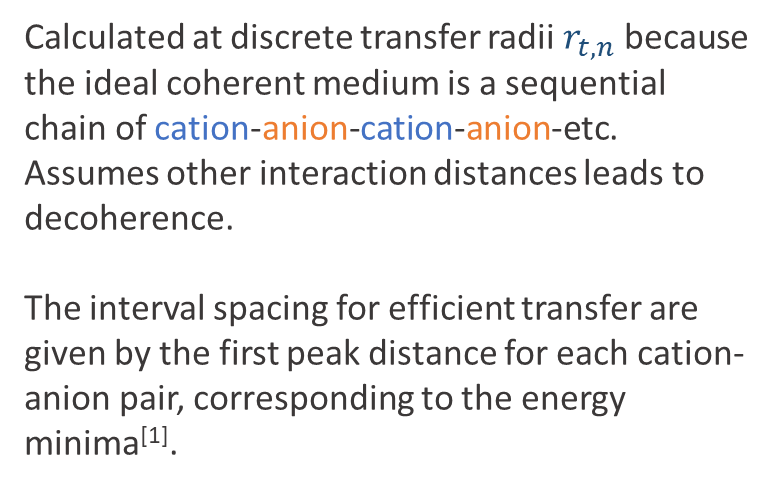 Calculated at discrete transfer radii r_{t,n} because
the ideal coherent medium is a sequential
chain of cation-anion-cation-anion-etc.
Assumes other interaction distances leads to
decoherence.
The interval spacing for efficient transfer are
given by the first peak distance for each cation-
anion pair, corresponding to the energy
minima[1].